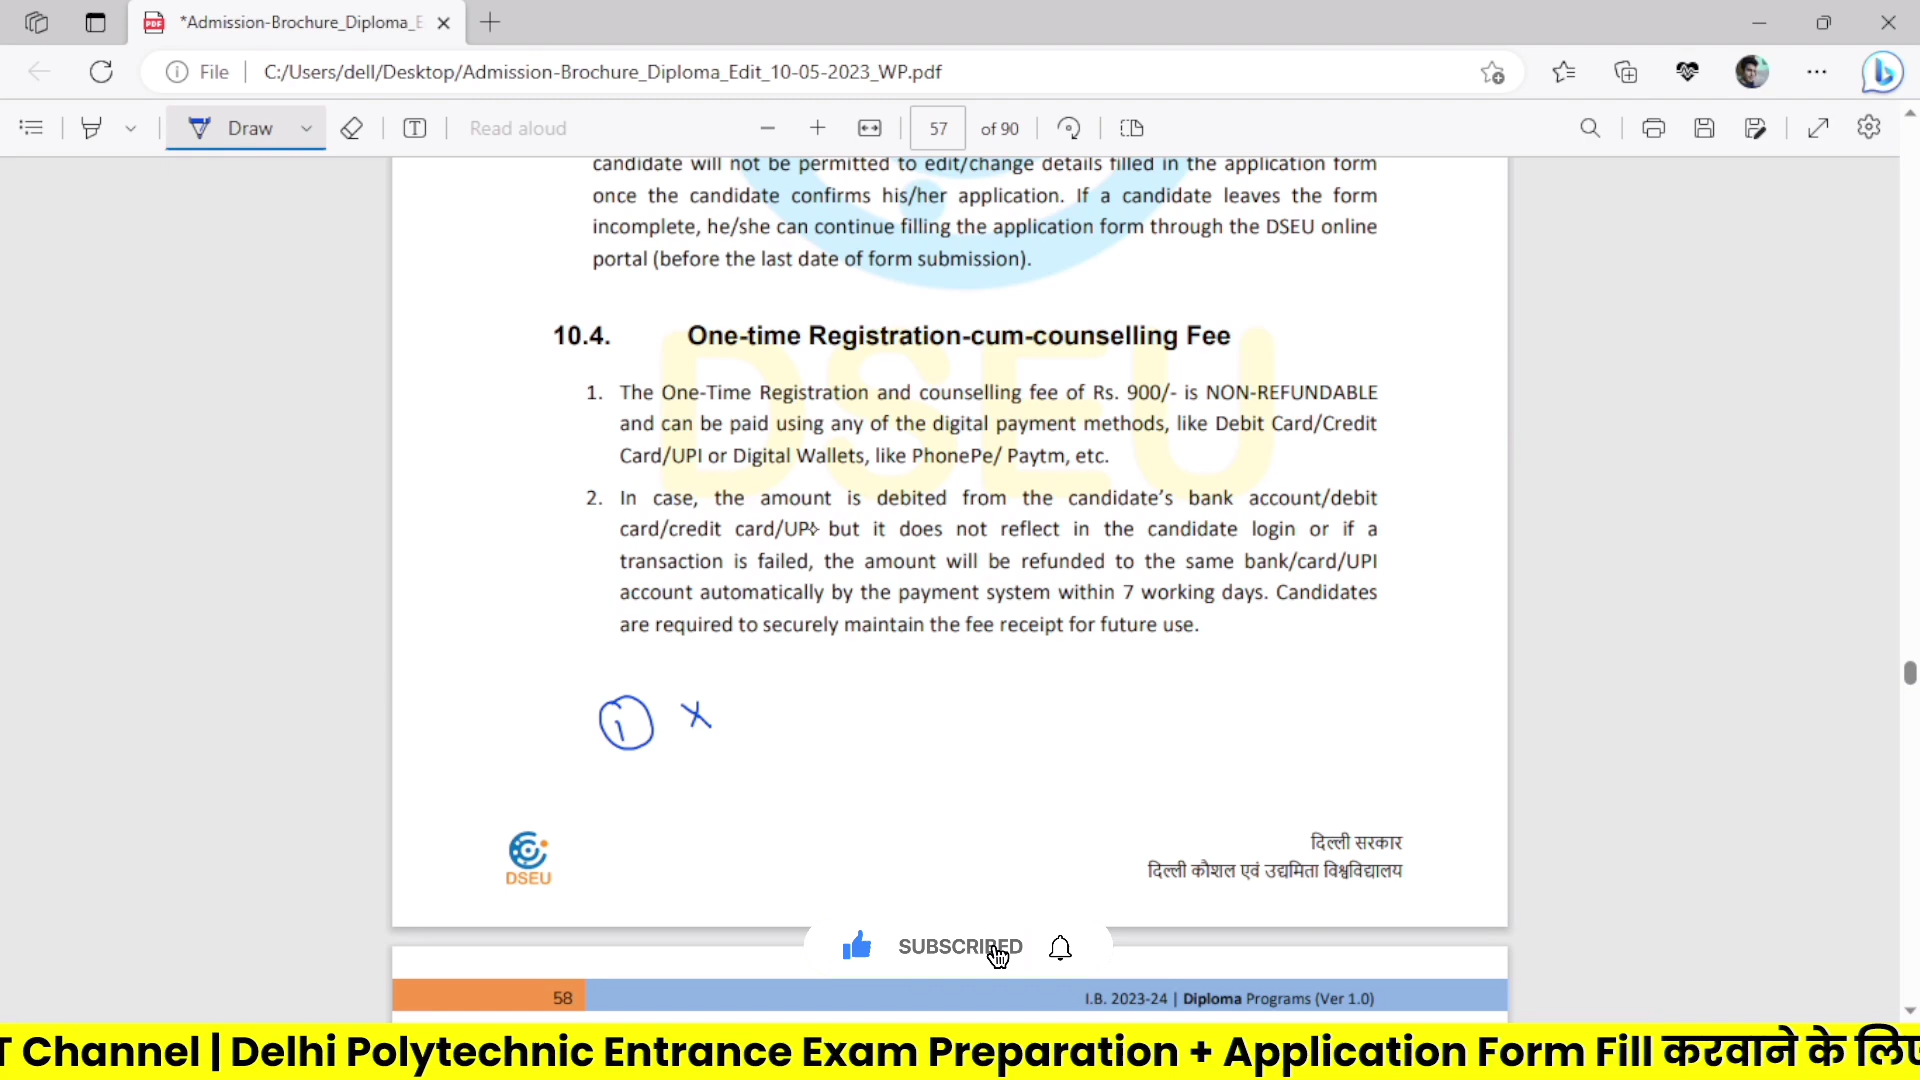 *Admission-Brochure_Diploma_E
File
C:/Users/dell/Desktop/Admission-Brochure_Diploma_Edit_10-05-2023_WP.pdf
Draw
Read aloud
57
of 90
candidate will not be permitted to edit/change details filled in the application form
once the candidate confirms his/her application. If a candidate leaves the form
incomplete, he/she can continue filling the application form through the DSEU online
portal (before the last date of form submission).
10.4. One-time Registration-cum-counselling Fee
1. The One-Time Registration and counselling fee of Rs. 900/- is NON-REFUNDABLE
and can be paid using any of the digital payment methods, like Debit Card/Credit
Card/UPI or Digital Wallets, like PhonePe/ Paytm, etc.
2. In case, the amount is debited from the candidate's bank account/debit
card/credit card/UPI but it does not reflect in the candidate login or if a
transaction is failed, the amount will be refunded to the same bank/card/UPI
account automatically by the payment system within 7 working days. Candidates
are required to securely maintain the fee receipt for future use.
DSEU
1 X
DSEU
दिल्ली सरकार
दिल्ली कौशल एवं उद्यमिता विश्वविद्यालय
SUBSCRIBED
58
I.B. 2023-24 | Diploma Programs (Ver 1.0)
T Channel | Delhi Polytechnic Entrance Exam Preparation + Application Form Fill करवाने के